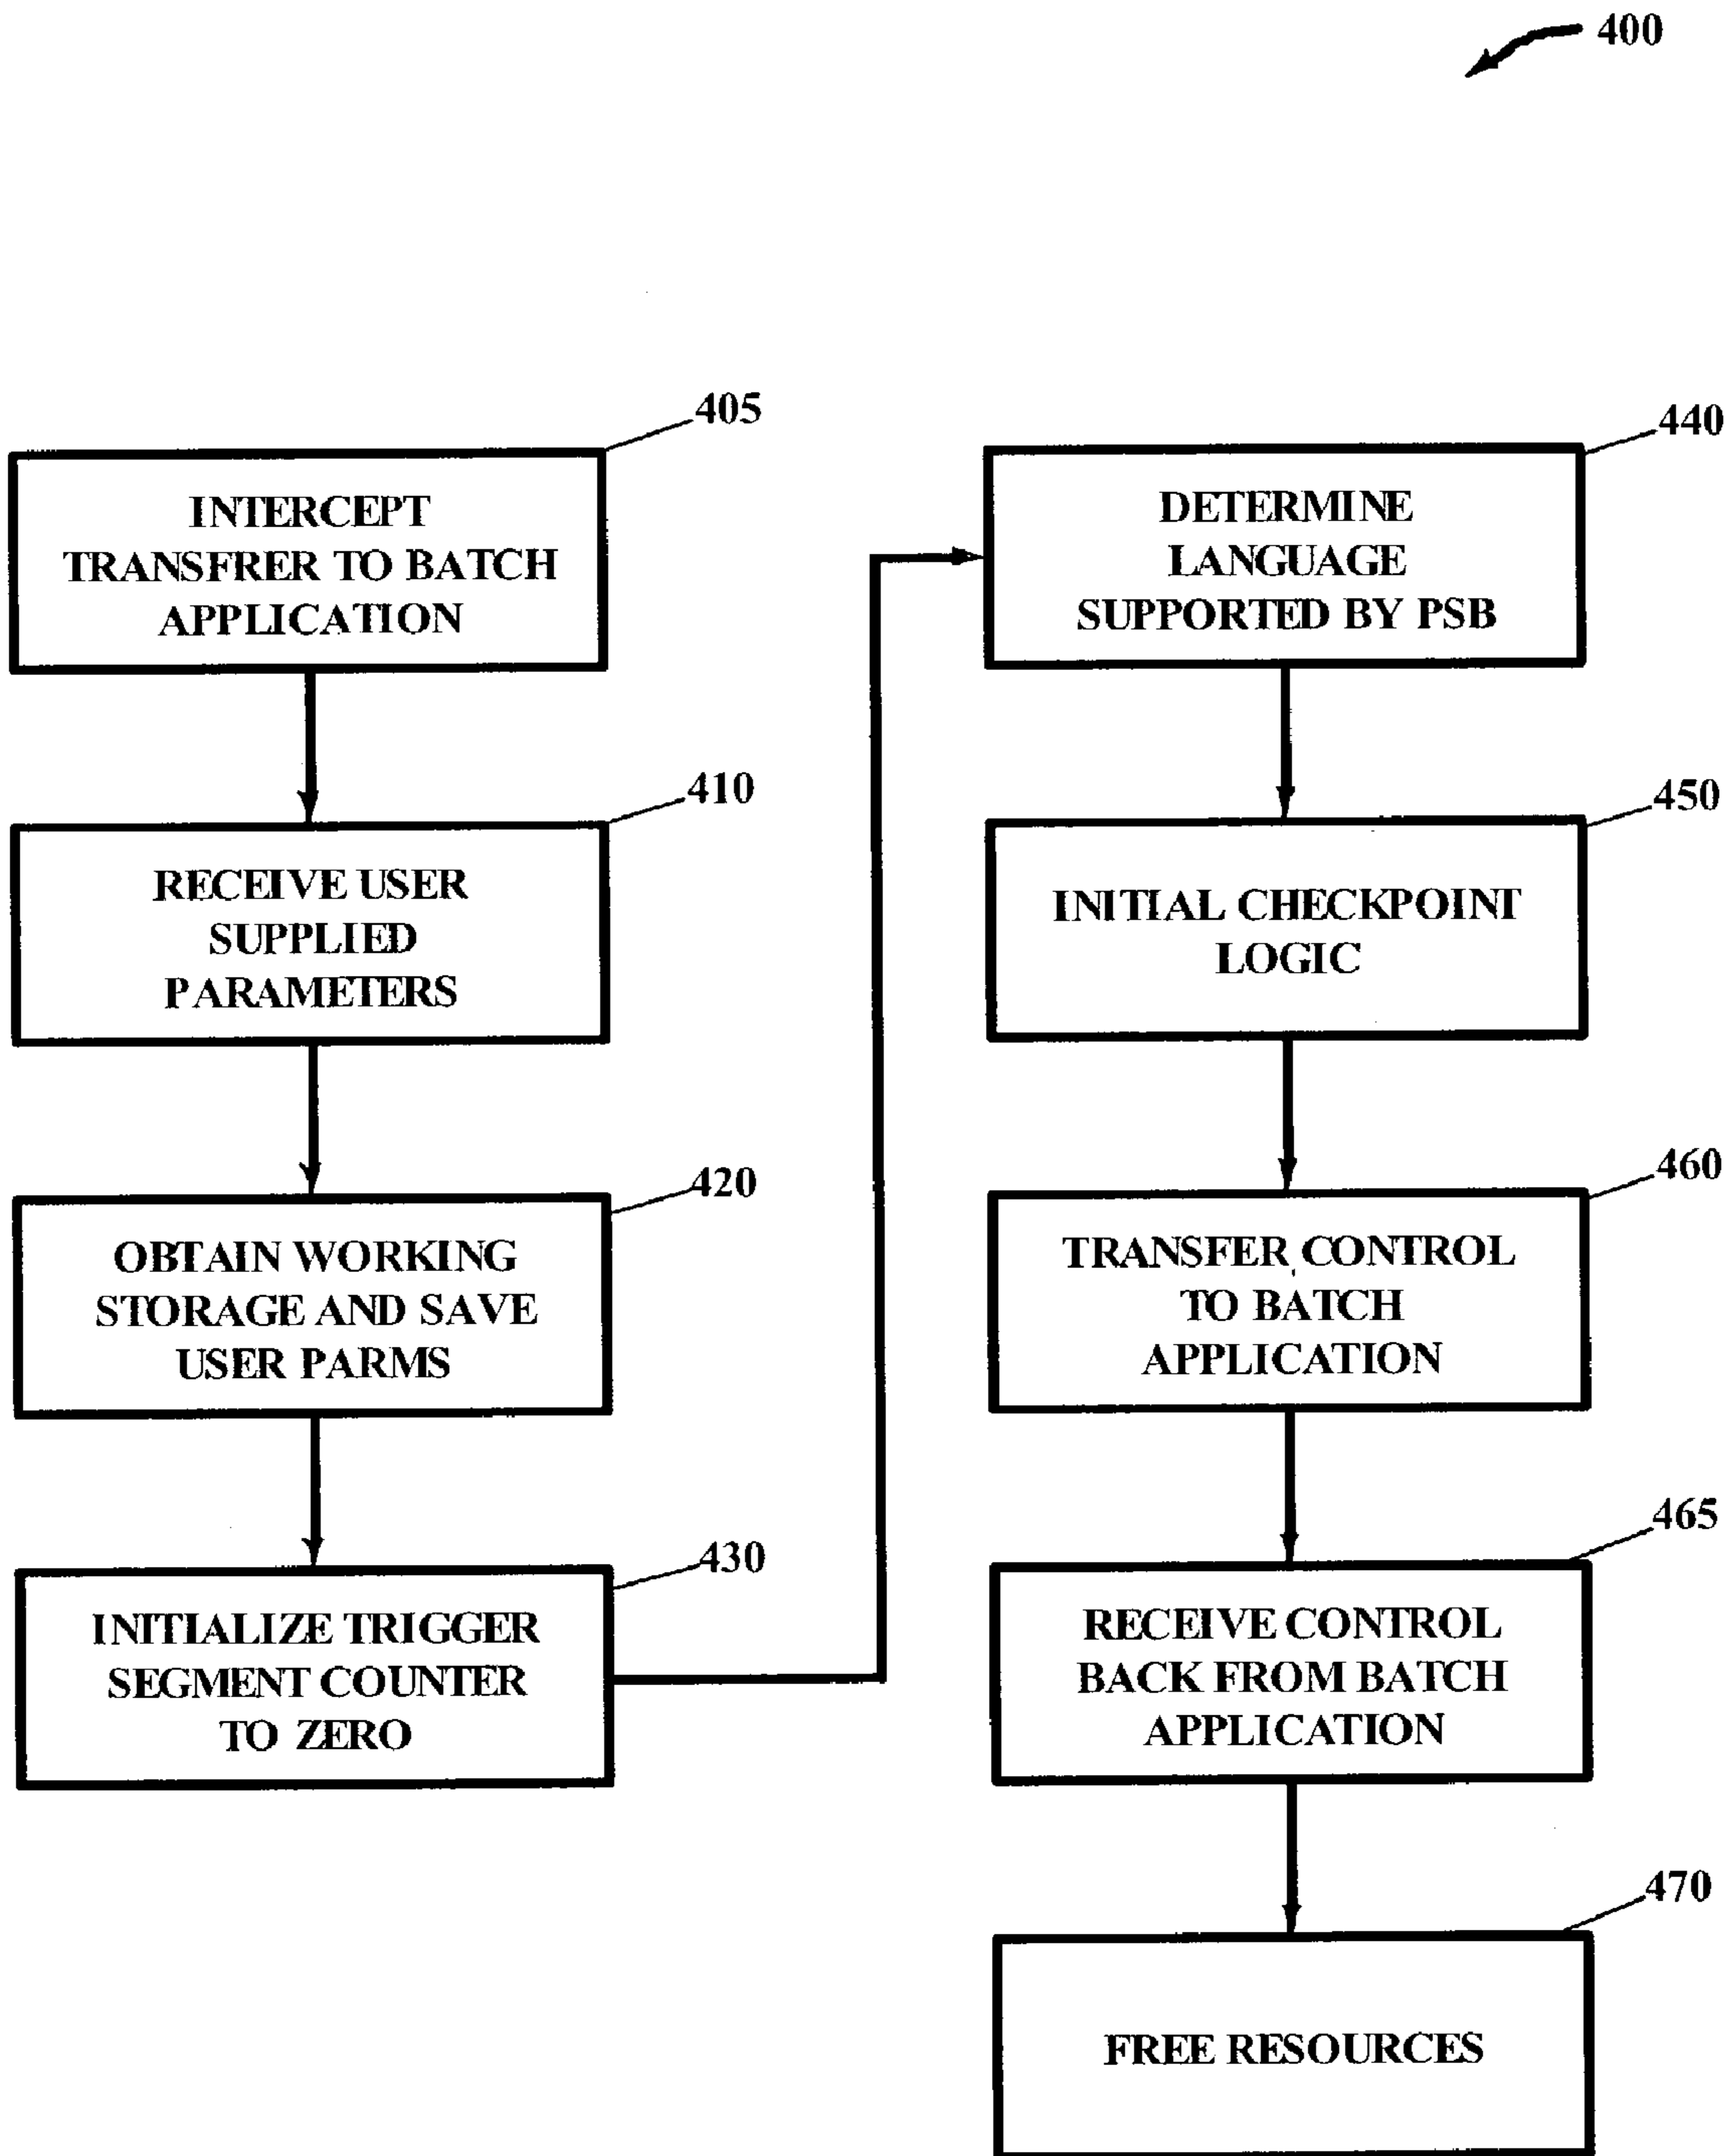 400
405
INTERCEPT
TRANSFRER TO BATCH
APPLICATION
410
RECEIVE USER
SUPPLIED
PARAMETERS
420
OBTAIN WORKING
STORAGE AND SAVE
USER PARMS
430
INITIALIZE TRIGGER
SEGMENT COUNTER
TO ZERO
440
DETERMINE
LANGUAGE
SUPPORTED BY PSB
450
INITIAL CHECKPOINT
LOGIC
460
TRANSFER CONTROL
TO BATCH
APPLICATION
465
RECEIVE CONTROL
BACK FROM BATCH
APPLICATION
470
FREE RESOURCES